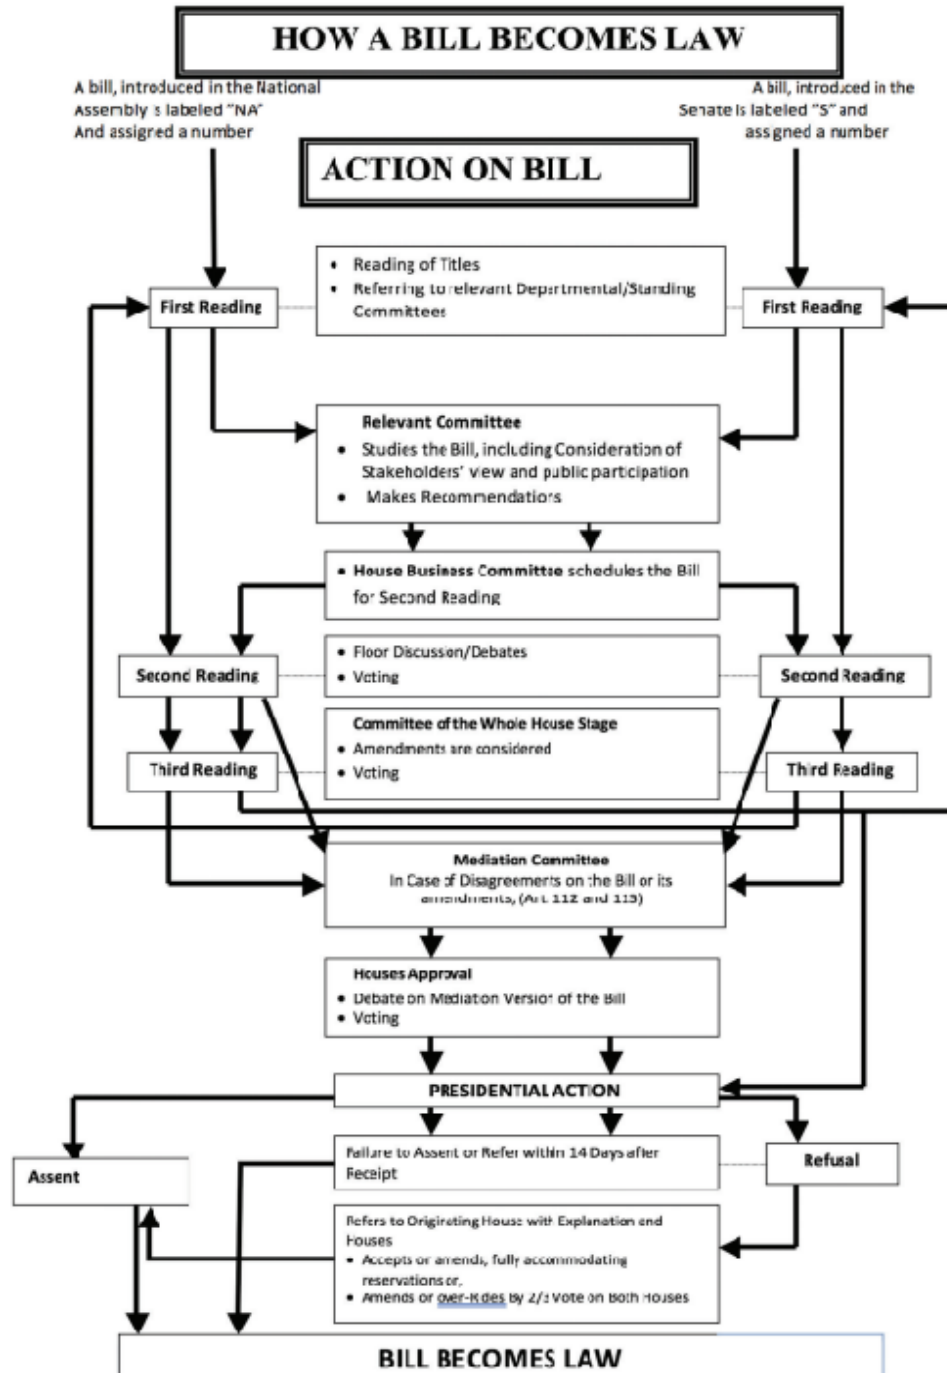 HOW A BILL BECOMES LAW
A bill, introduced in the National
Assembly is labeled "NA"
And assigned a number
A bill, introduced in the
Senate is labeled "S" and
assigned a number
ACTION ON BILL
• Reading of Titles
• Referring to relevant Departmental/Standing
Committees
First Reading
First Reading
Relevant Committee
• Studies the Bill, including Consideration of
Stakeholders' view and public participation
• Makes Recommendations
• House Business Committee schedules the Bill
for Second Reading
• Floor Discussion/Debates
• Voting
Second Reading
Second Reading
Committee of the Whole House Stage
• Amendments are considered
• Voting
Third Reading
Third Reading
Mediation Committee
In Case of Disagreements on the Bill or its
amendments, (Art. 112 and 113)
Houses Approval
• Debate on Mediation Version of the Bill
• Voting
PRESIDENTIAL ACTION
Failure to Assent or Refer within 14 Days after
Receipt
Assent
Refusal
Refers to Originating House with Explanation and
Houses
• Accepts or amends, fully accommodating
reservations or,
• Amends or over-Rides By 2/3 Vote on Both Houses
BILL BECOMES LAW